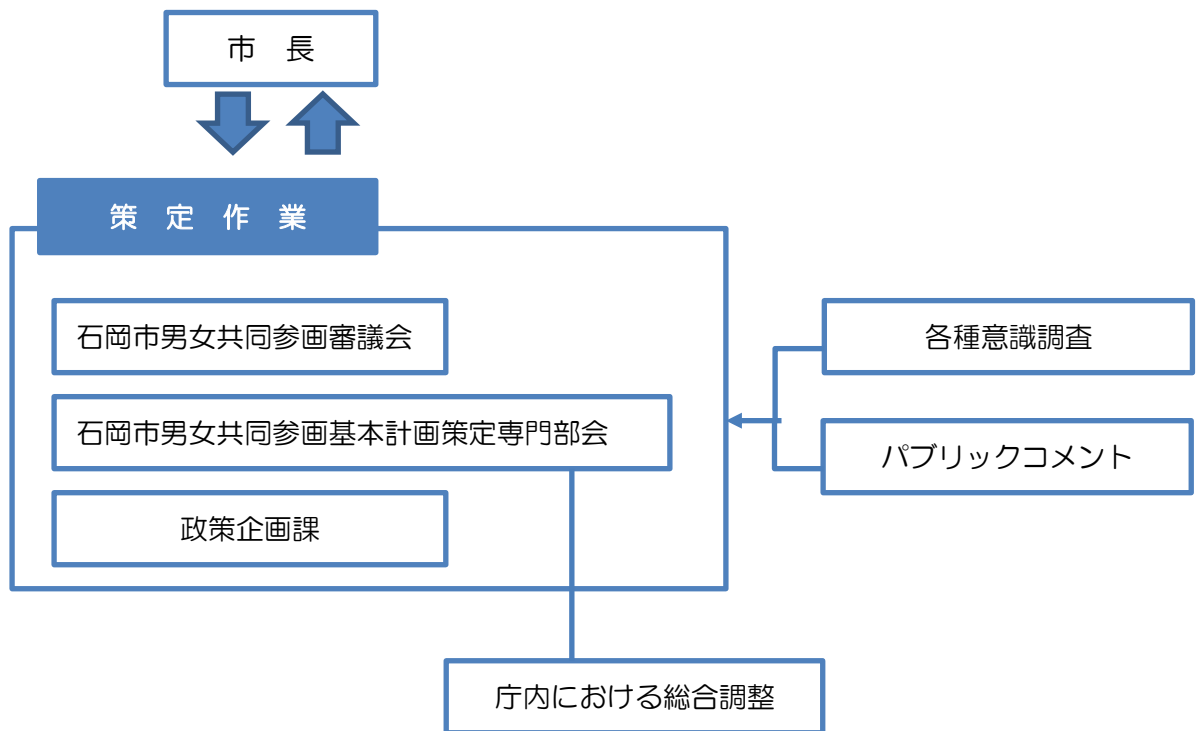 市　長
策　定　作　業
石岡市男女共同参画審議会
石岡市男女共同参画基本計画策定専門部会
政策企画課
各種意識調査
パブリックコメント
庁内における総合調整